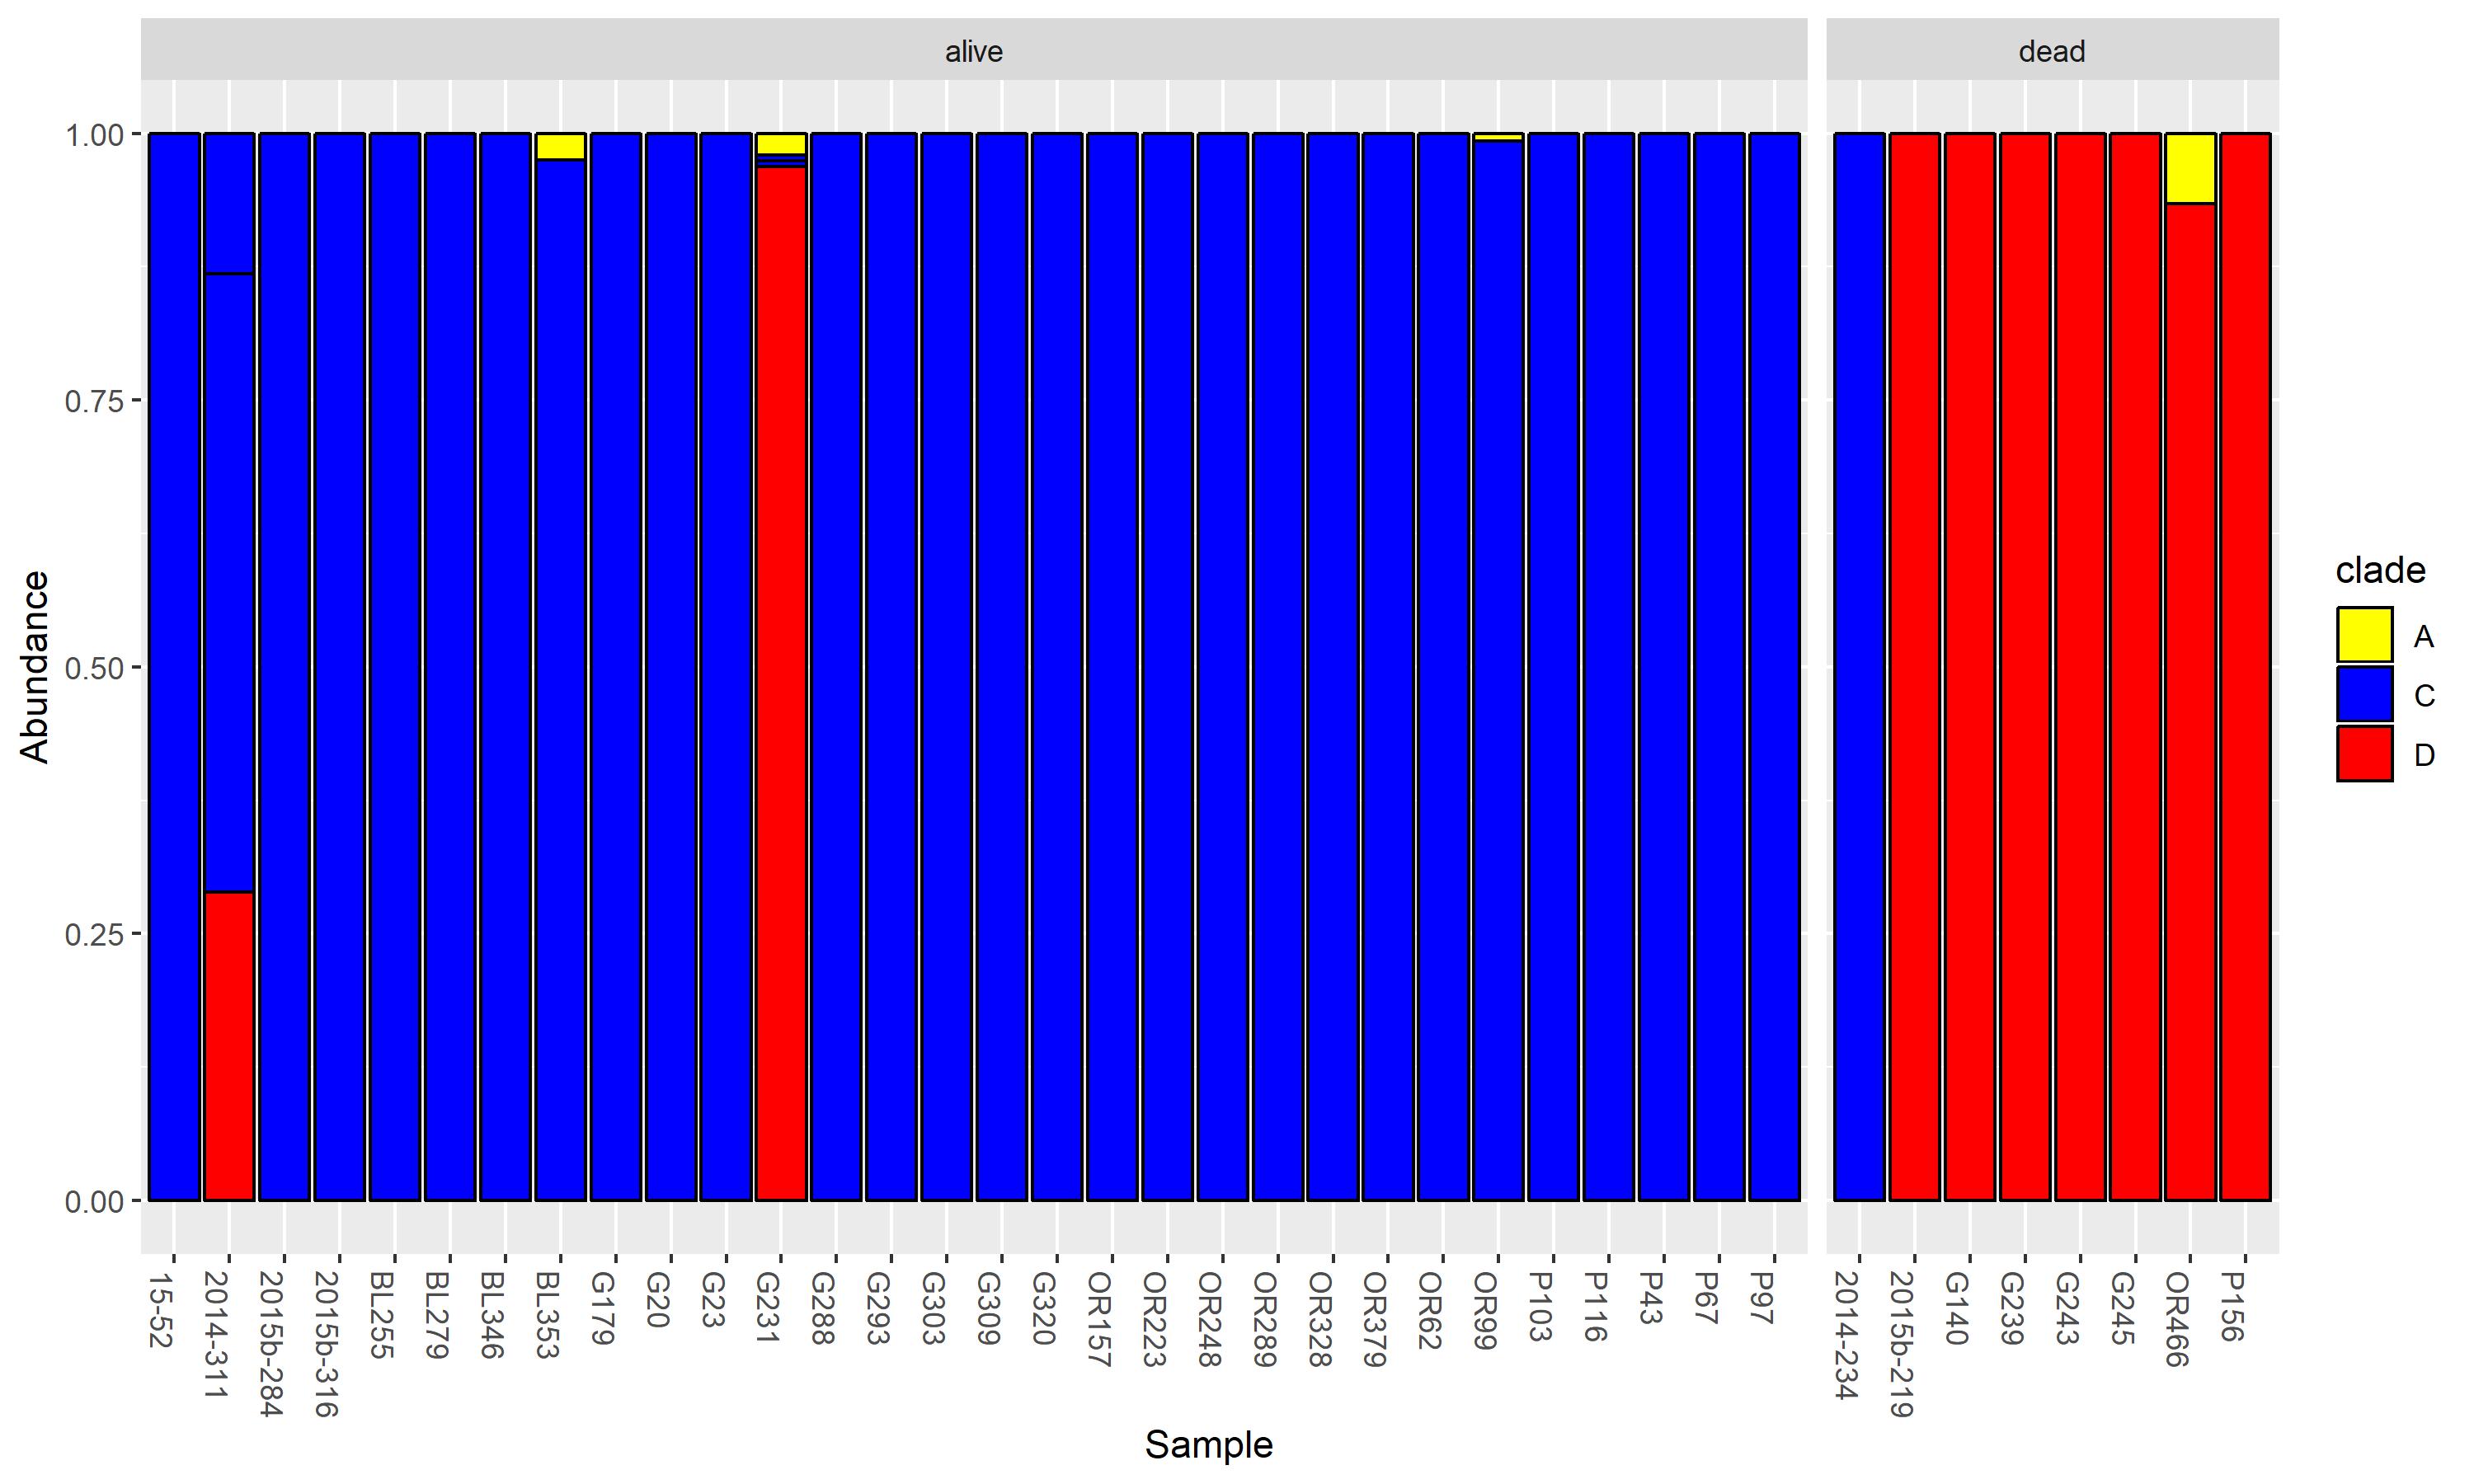 alive
dead
1.00
0.75
0.50
0.25
0.00
Abundance
15-52
2014-311
2015b-284
2015b-316
BL255
BL279
BL346
BL353
G179
G20
G23
G231
G288
G293
G303
G309
G320
OR157
OR223
OR248
OR289
OR328
OR379
OR62
OR99
P103
P116
P43
P67
P97
2014-234
2015b-219
G140
G239
G243
G245
OR466
P156
Sample
clade
A
C
D